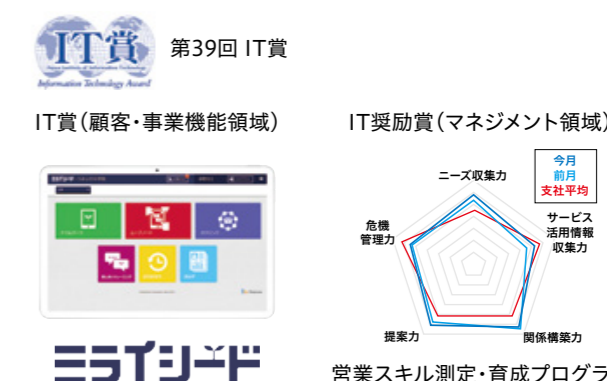 IT賞
Information Technology Award
第39回 IT賞
IT賞（顧客・事業機能領域）
IT奨励賞（マネジメント領域）
今月
前月
支社平均
ニーズ収集力
サービス
活用情報
収集力
危機
管理力
提案力
関係構築力
ミライシード
営業スキル測定・育成プログラ